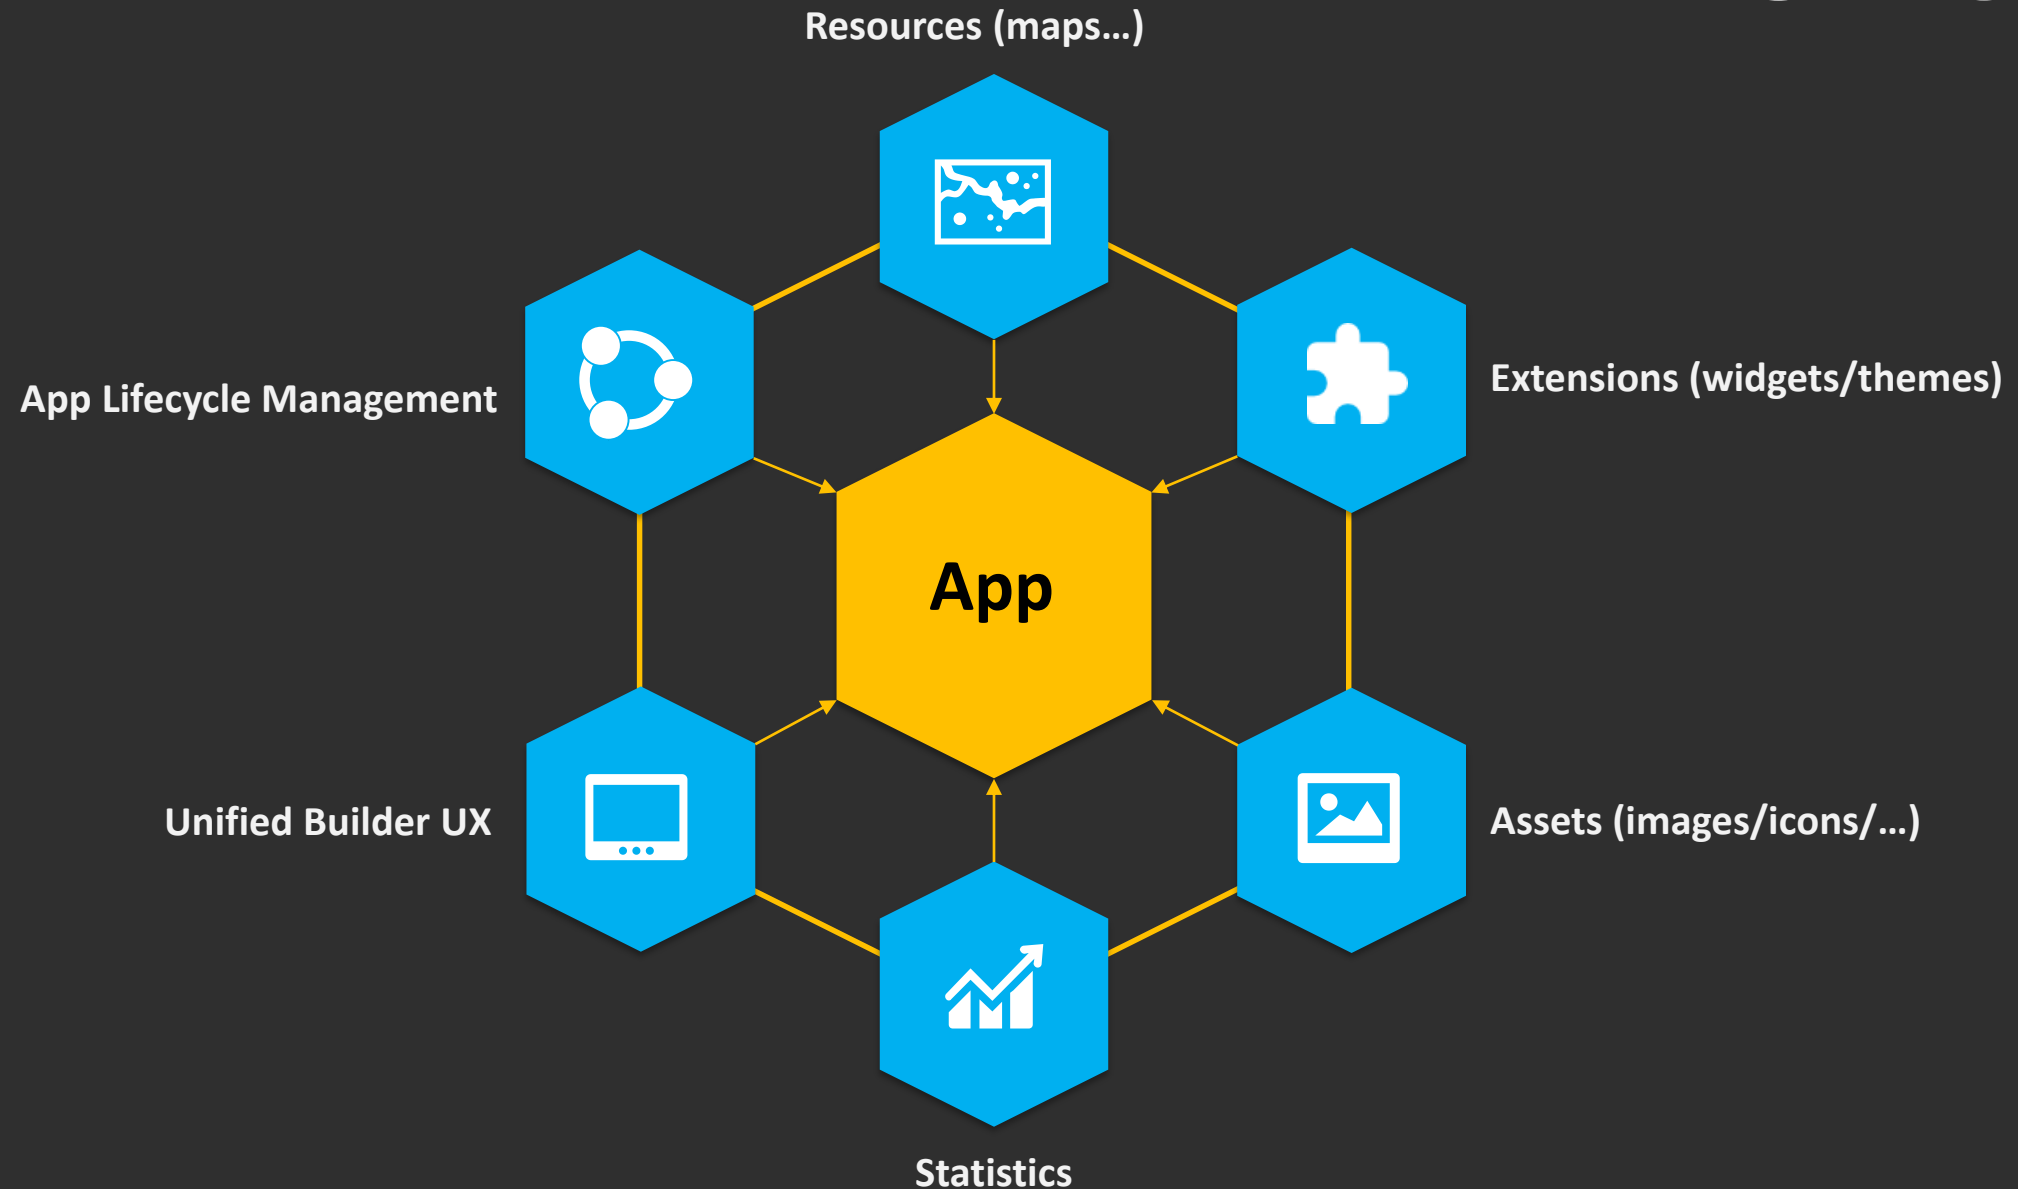 Resources (maps...)
Extensions (widgets/themes)
App Lifecycle Management
App
Unified Builder UX
Assets (images/icons/...)
Statistics